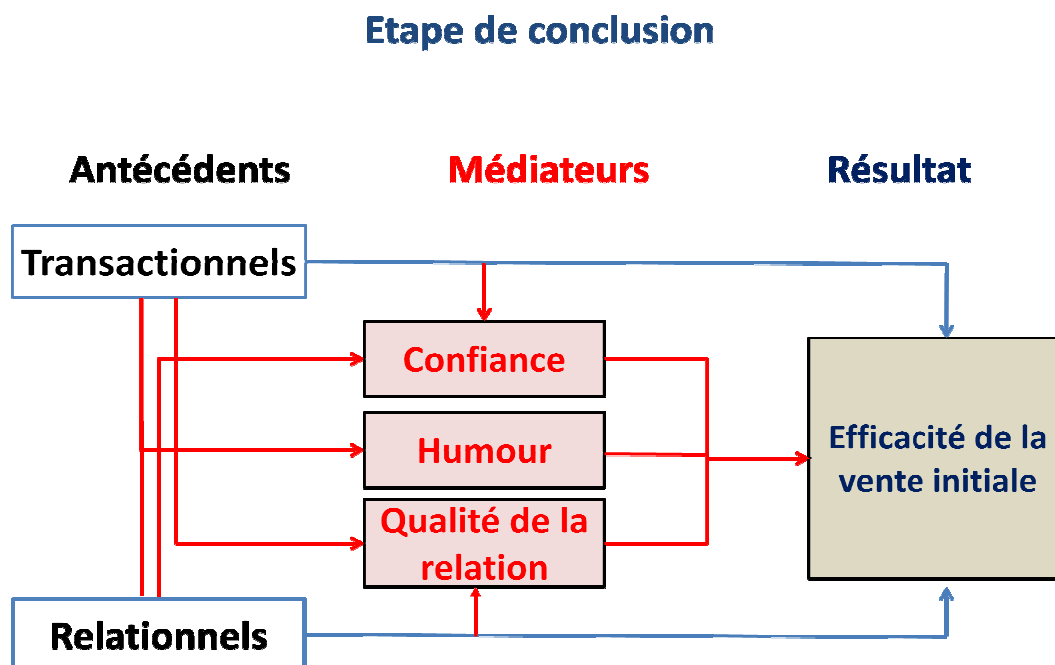 Etape de conclusion
Antécédents
Médiateurs
Résultat
Transactionnels
Confiance
Humour
Qualité de la
relation
Efficacité de la
vente initiale
Relationnels